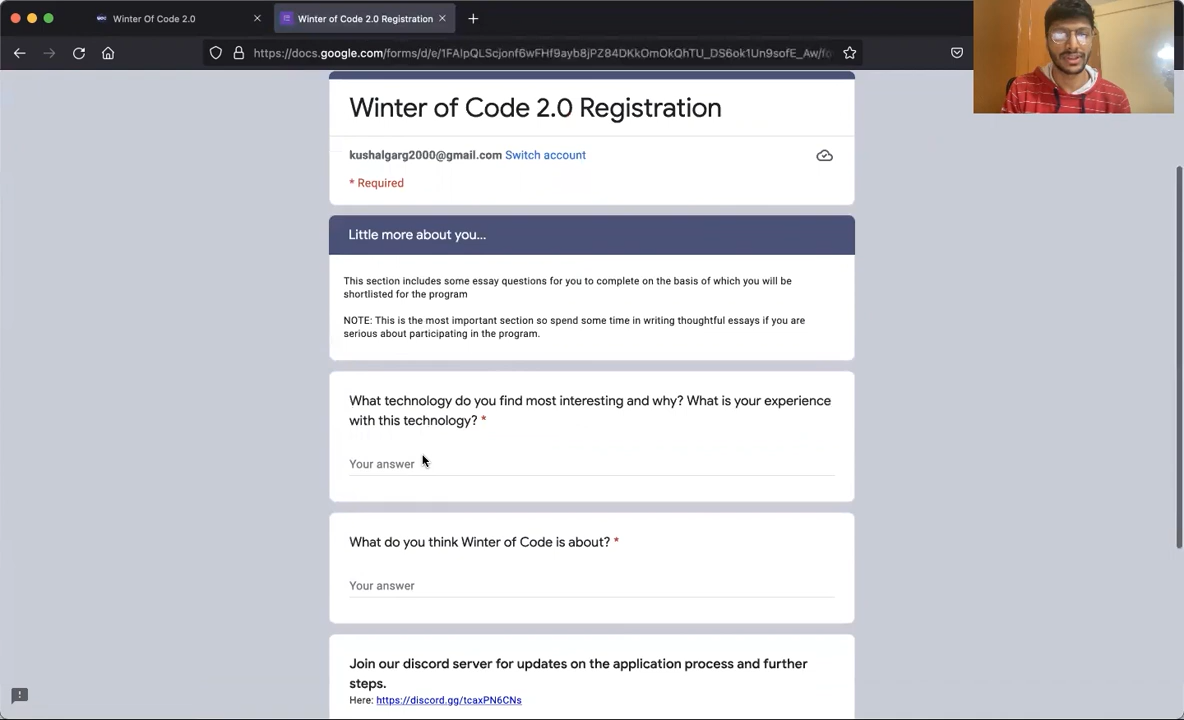 Winter Of Code 2.0
Winter of Code 2.0 Registration
https://docs.google.com/forms/d/e/1FAIpQLScjonf6wFHf9ayb8jPZ84DKkOmOkQhTU_DS6ok1Un9sofE_Aw/fo
Winter of Code 2.0 Registration
kushalgarg2000@gmail.com Switch account
* Required
Little more about you...
This section includes some essay questions for you to complete on the basis of which you will be
shortlisted for the program
NOTE: This is the most important section so spend some time in writing thoughtful essays if you are
serious about participating in the program.
What technology do you find most interesting and why? What is your experience
with this technology? *
Your answer
What do you think Winter of Code is about? *
Your answer
Join our discord server for updates on the application process and further
steps.
Here: https://discord.gg/tcaxPN6CNs